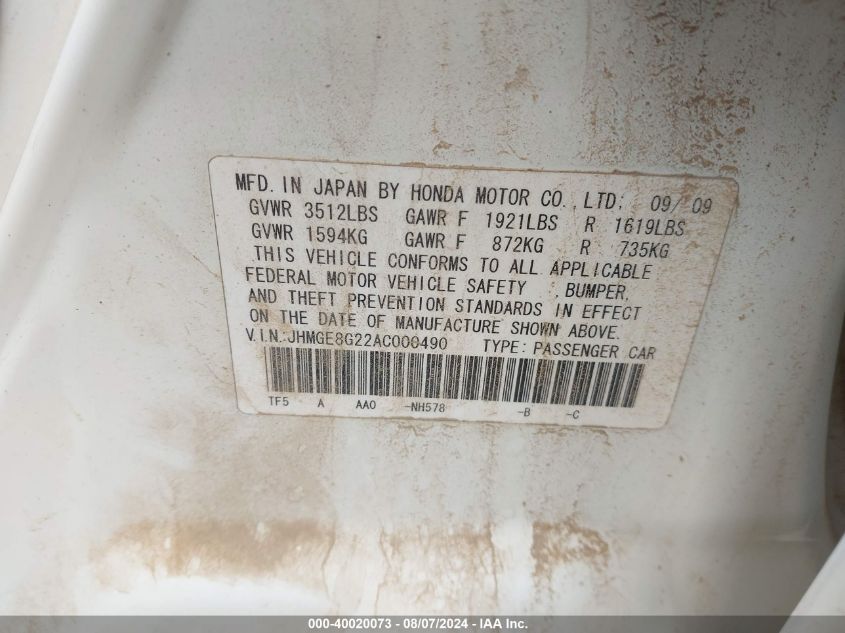 MFD. IN JAPAN BY HONDA MOTOR CO., LTD; 09/ 09
GVWR 3512LBS GAWR F 1921LBS R 1619LBS
GVWR 1594KG GAWR F 872KG R 735KG
THIS VEHICLE CONFORMS TO ALL APPLICABLE
FEDERAL MOTOR VEHICLE SAFETY , BUMPER,
AND THEFT PREVENTION STANDARDS IN EFFECT
ON THE DATE OF MANUFACTURE SHOWN ABOVE.
V.I.N.:JHMGE8G22AC000490 TYPE: PASSENGER CAR
TF5 A AA0 -NH578 -B -C
000-40020073 - 08/07/2024 - IAA Inc.